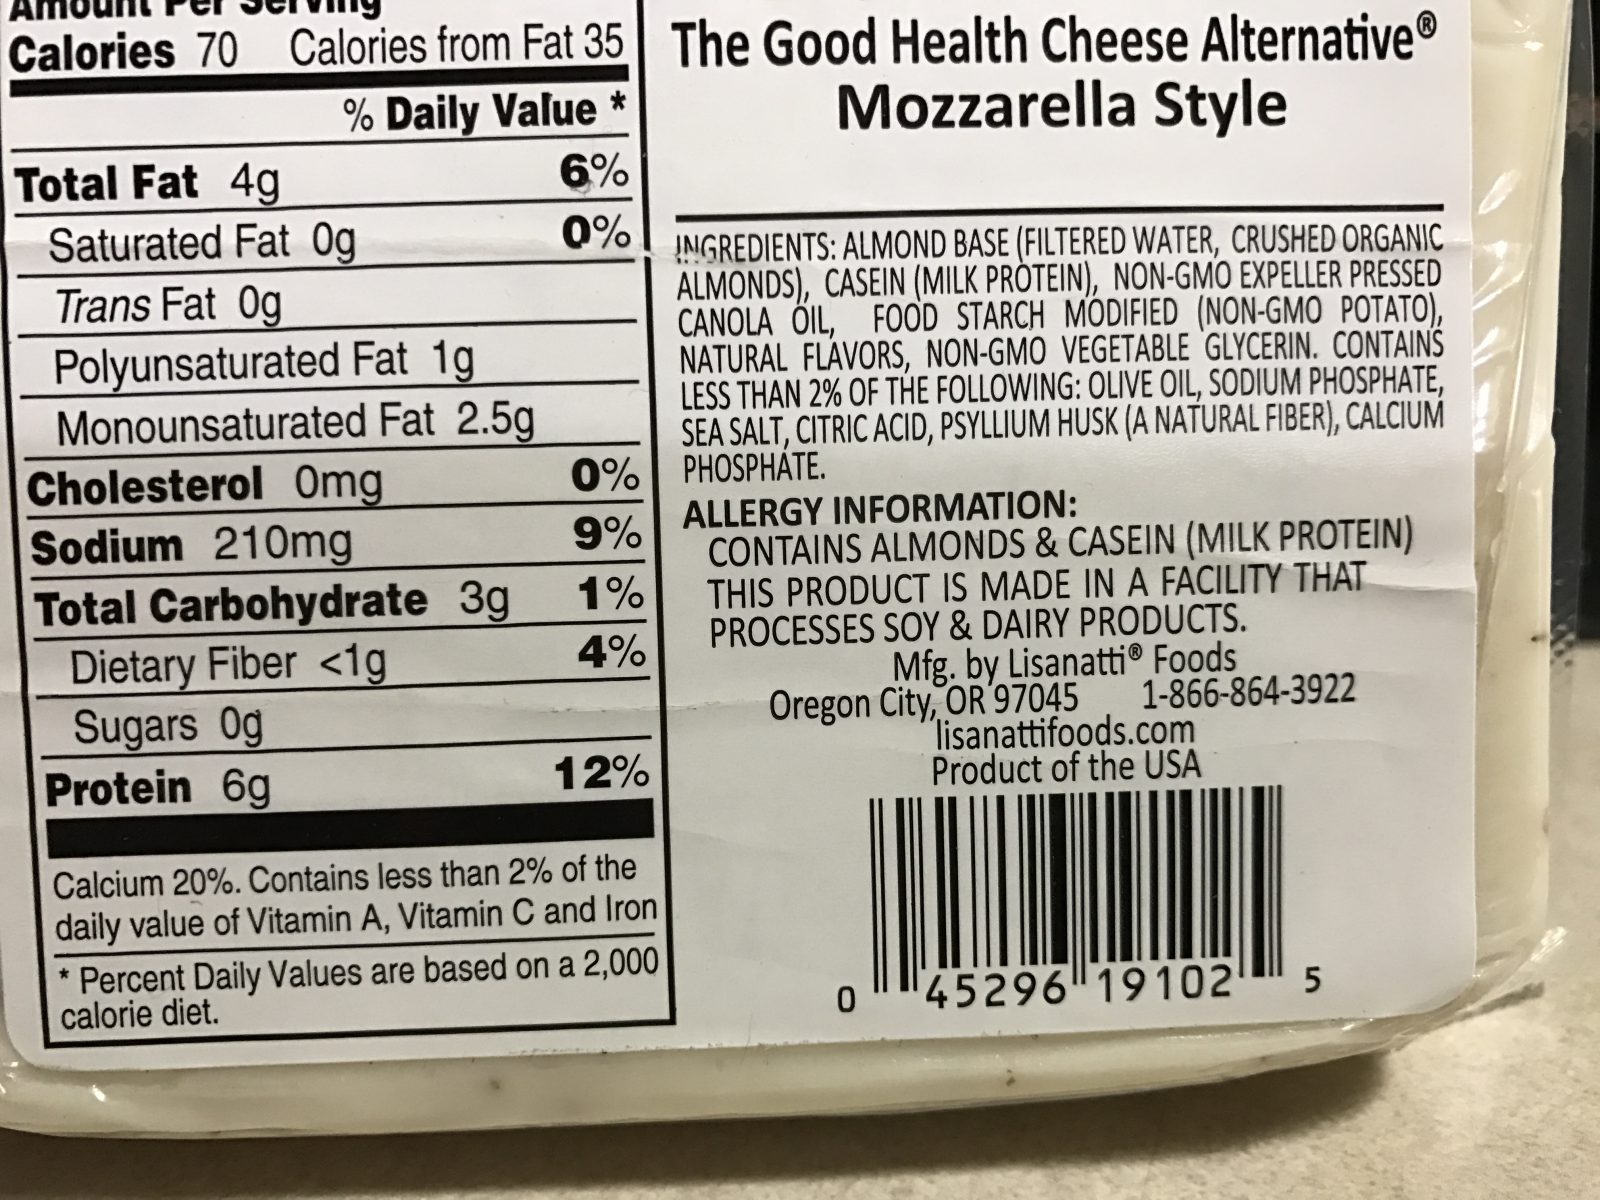 Amount Per Serving
Calories 70 Calories from Fat 35
% Daily Value *
Total Fat 4g 6%
Saturated Fat 0g 0%
Trans Fat 0g
Polyunsaturated Fat 1g
Monounsaturated Fat 2.5g
Cholesterol 0mg 0%
Sodium 210mg 9%
Total Carbohydrate 3g 1%
Dietary Fiber <1g 4%
Sugars 0g
Protein 6g 12%
Calcium 20%. Contains less than 2% of the
daily value of Vitamin A, Vitamin C and Iron
* Percent Daily Values are based on a 2,000
calorie diet.
The Good Health Cheese Alternative®
Mozzarella Style
INGREDIENTS: ALMOND BASE (FILTERED WATER, CRUSHED ORGANIC
ALMONDS), CASEIN (MILK PROTEIN), NON-GMO EXPELLER PRESSED
CANOLA OIL, FOOD STARCH MODIFIED (NON-GMO POTATO),
NATURAL FLAVORS, NON-GMO VEGETABLE GLYCERIN. CONTAINS
LESS THAN 2% OF THE FOLLOWING: OLIVE OIL, SODIUM PHOSPHATE,
SEA SALT, CITRIC ACID, PSYLLIUM HUSK (A NATURAL FIBER), CALCIUM
PHOSPHATE.
ALLERGY INFORMATION:
CONTAINS ALMONDS & CASEIN (MILK PROTEIN)
THIS PRODUCT IS MADE IN A FACILITY THAT
PROCESSES SOY & DAIRY PRODUCTS.
Mfg. by Lisanatti® Foods
Oregon City, OR 97045 1-866-864-3922
lisanattifoods.com
Product of the USA
0 45296 19102 5